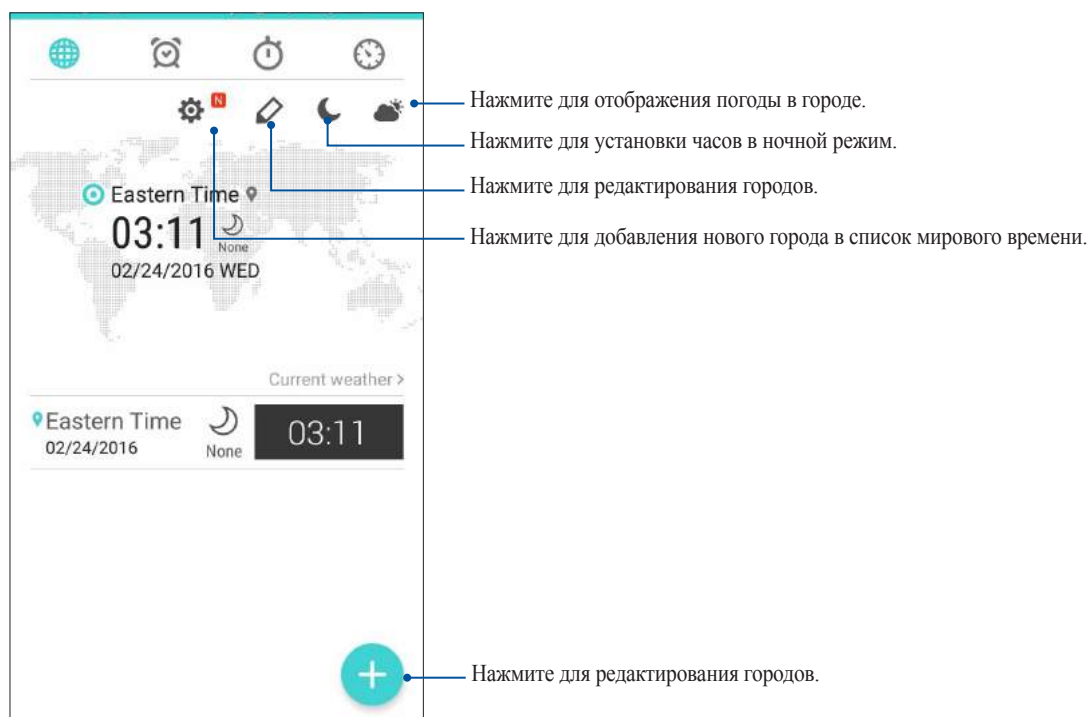 N
Нажмите для отображения погоды в городе.
Нажмите для установки часов в ночной режим.
Нажмите для редактирования городов.
Eastern Time
03:11
None
02/24/2016 WED
Нажмите для добавления нового города в список мирового времени.
Current weather >
Eastern Time
02/24/2016
None
03:11
Нажмите для редактирования городов.